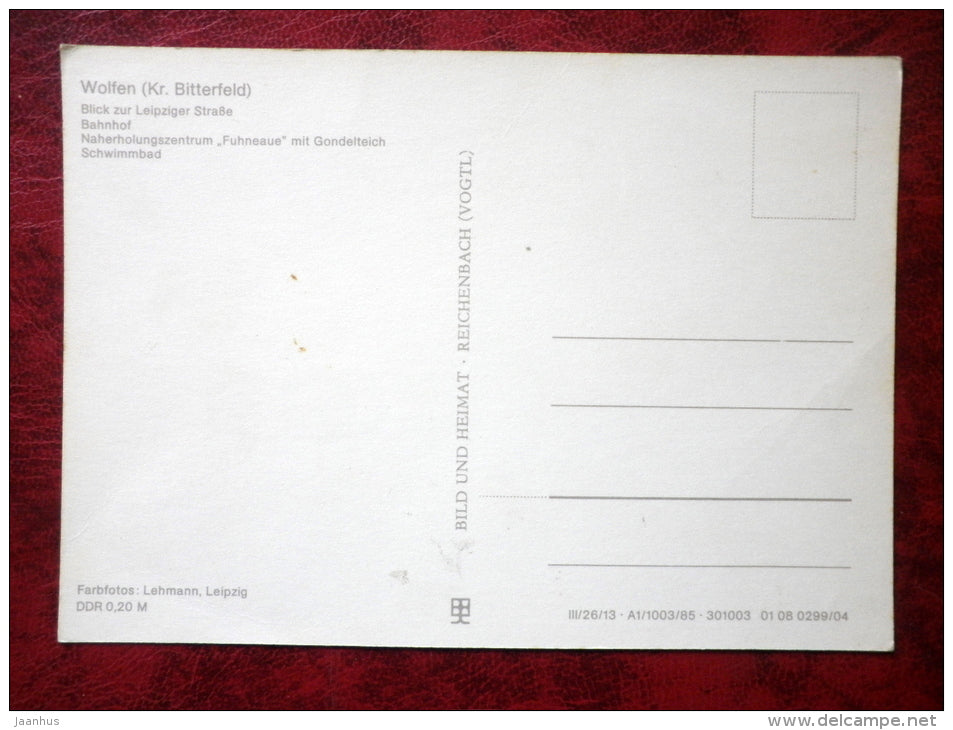 Wolfen (Kr. Bitterfeld)
Blick zur Leipziger Straße
Bahnhof
Naherholungszentrum „Fuhneaue" mit Gondelteich
Schwimmbad
BILD UND HEIMAT · REICHENBACH (VOGTL)
Farbfotos: Lehmann, Leipzig
DDR 0,20 M
III/26/13 · A1/1003/85 · 301003 01 08 0299/04
Jaanhus
www.delcampe.net